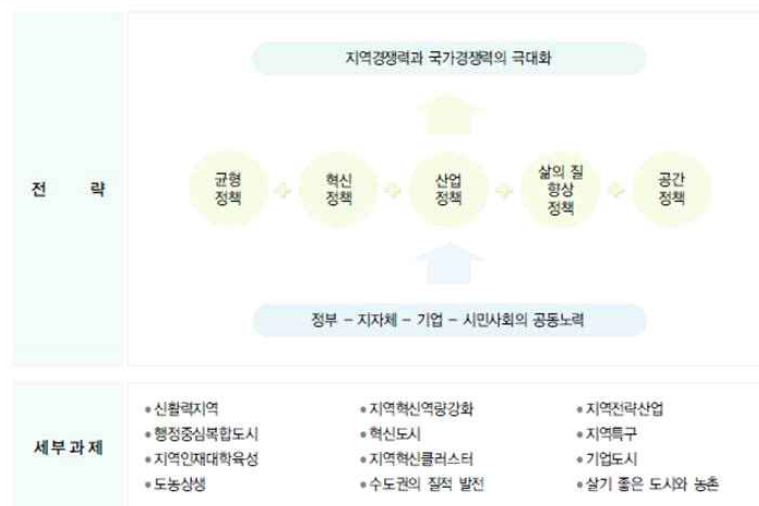 전 략
지역경쟁력과 국가경쟁력의 극대화
균형
정책
혁신
정책
산업
정책
삶의 질
향상
정책
공간
정책
정부 – 지자체 – 기업 – 시민사회의 공동노력
세부과제
•신활력지역
•지역혁신역량강화
•지역전략산업
•행정중심복합도시
•혁신도시
•지역특구
•지역인재대학육성
•지역혁신클러스터
•기업도시
•도농상생
•수도권의 질적 발전
•살기 좋은 도시와 농촌